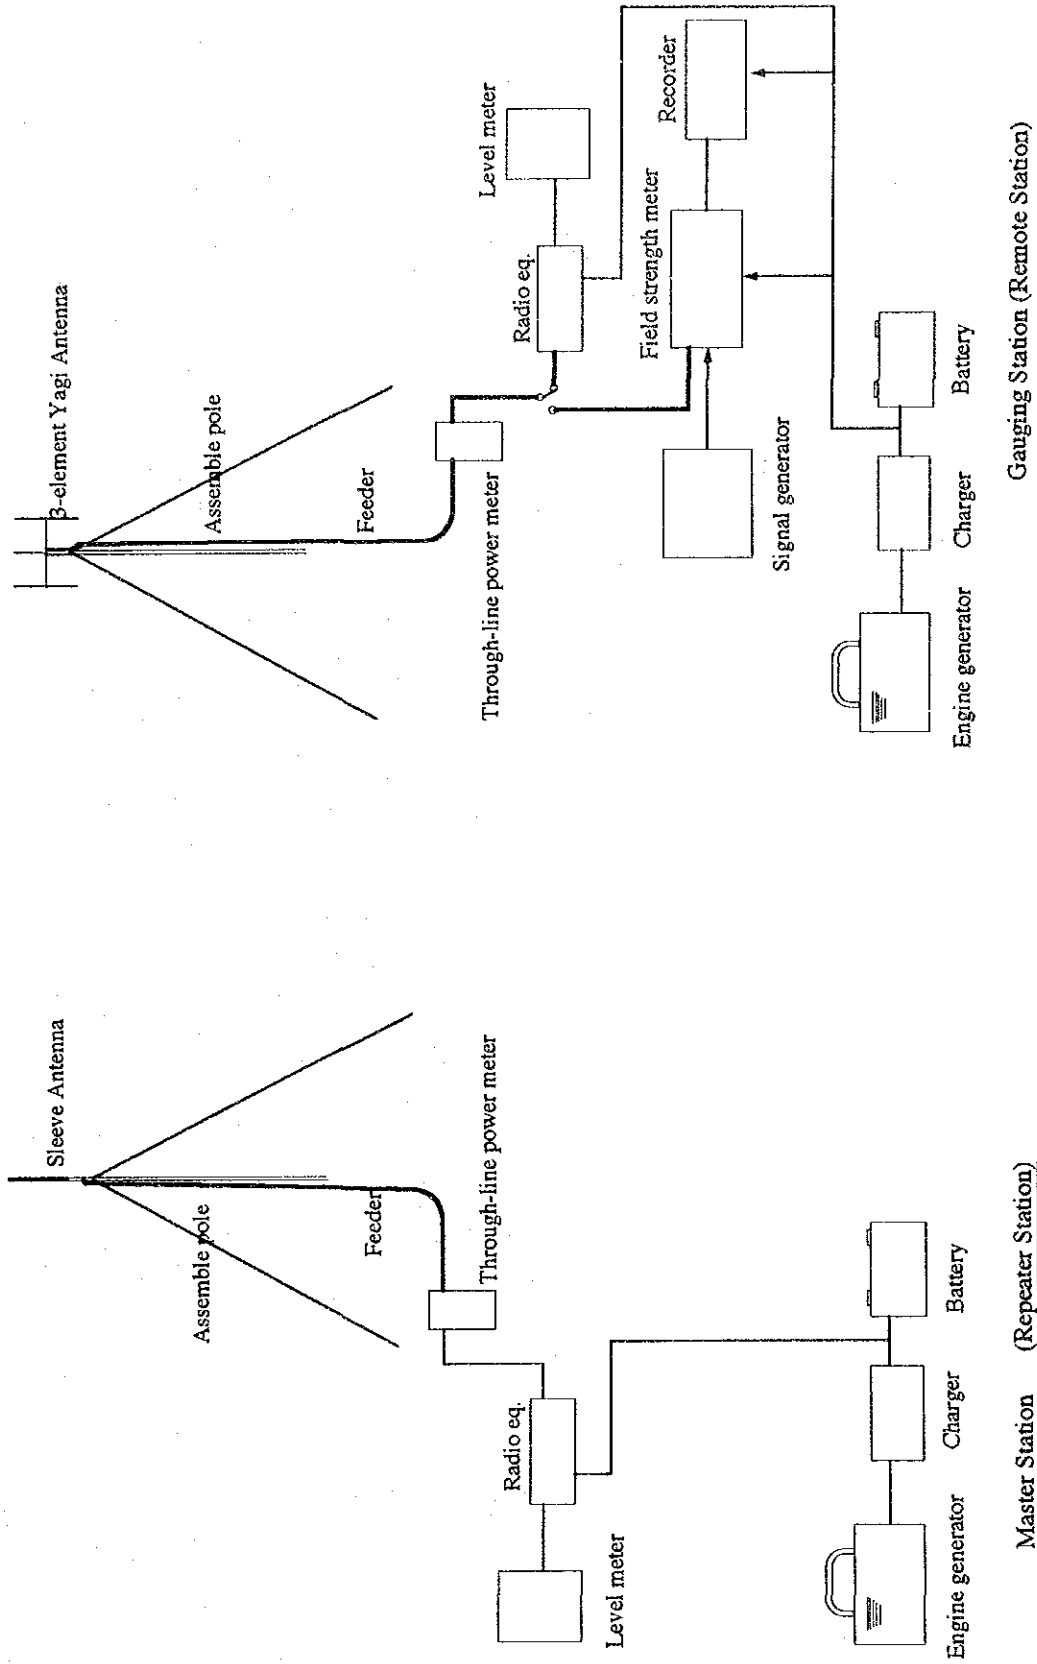 Sleeve Antenna
Assemble pole
Feeder
Through-line power meter
Radio eq.
Level meter
Engine generator
Charger
Battery
Master Station (Repeater Station)
3-element Yagi Antenna
Assemble pole
Feeder
Through-line power meter
Radio eq.
Level meter
Field strength meter
Recorder
Signal generator
Engine generator
Charger
Battery
Gauging Station (Remote Station)